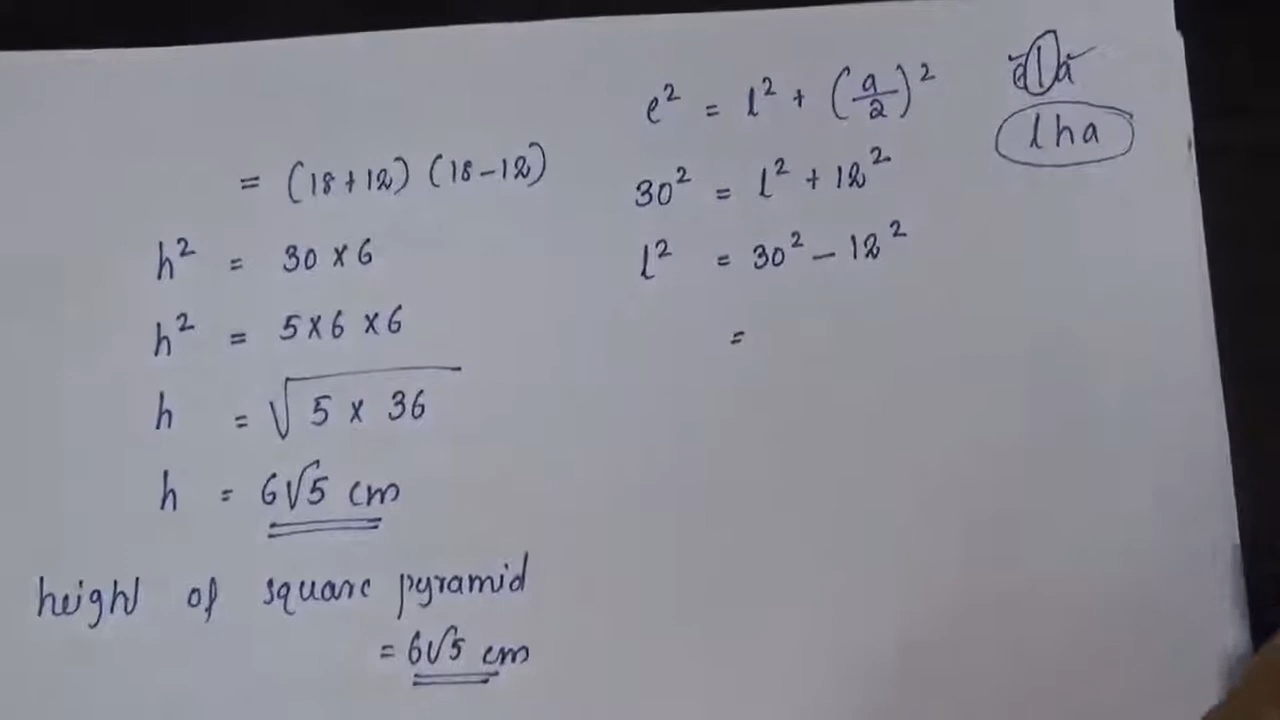 = (18+12) (18-12)
h² = 30 × 6
h² = 5×6 ×6
h = √5 × 36
h = 6√5 cm
height of square pyramid
= 6√5 cm
e² = l² + (a/2)²
30² = l² + 12²
l² = 30² - 12²
=
e l a
l h a